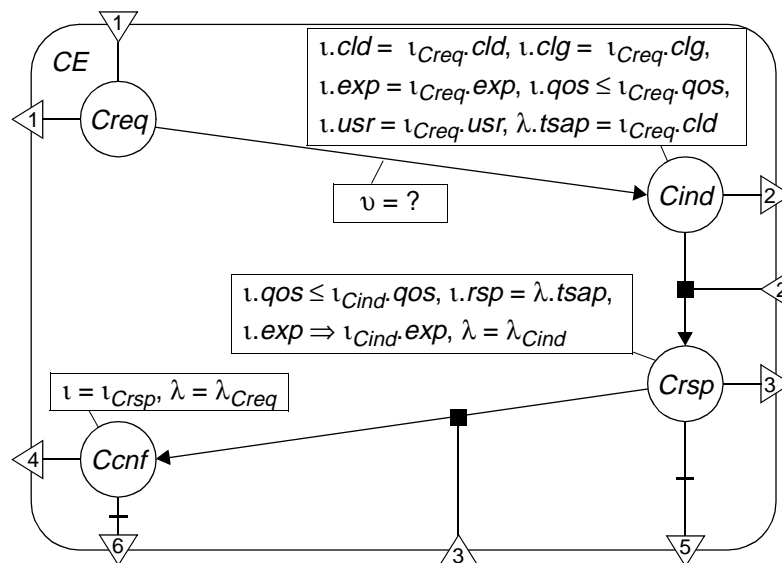 1
CE
ι.cld = ι_Creq.cld, ι.clg = ι_Creq.clg,
ι.exp = ι_Creq.exp, ι.qos ≤ ι_Creq.qos,
ι.usr = ι_Creq.usr, λ.tsap = ι_Creq.cld
1
Creq
υ = ?
Cind
2
2
ι.qos ≤ ι_Cind.qos, ι.rsp = λ.tsap,
ι.exp ⇒ ι_Cind.exp, λ = λ_Cind
Crsp
3
ι = ι_Crsp, λ = λ_Creq
4
Ccnf
6
3
5